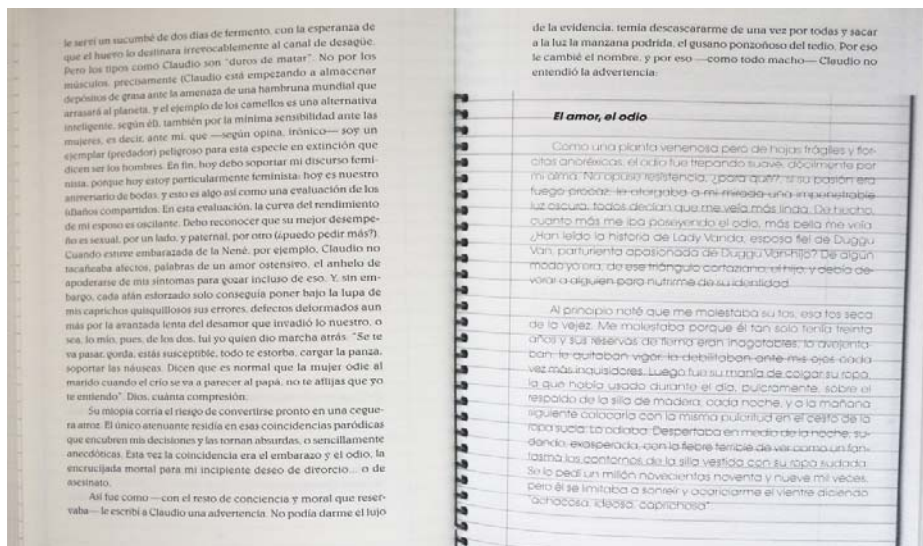 le serví un sucumbé de dos días de fermento, con la esperanza de
que el huevo lo destinara irrevocablemente al canal de desagüe.
Pero los tipos como Claudio son "duros de matar". No por los
músculos, precisamente (Claudio está empezando a almacenar
depósitos de grasa ante la amenaza de una hambruna mundial que
arrasará al planeta, y el ejemplo de los camellos es una alternativa
inteligente, según él), también por la mínima sensibilidad ante las
mujeres, es decir, ante mí, que —según opina, irónico— soy un
ejemplar (predador) peligroso para esta especie en extinción que
dicen ser los hombres. En fin, hoy debo soportar mi discurso femi-
nista, porque hoy estoy particularmente feminista: hoy es nuestro
aniversario de bodas, y esto es algo así como una evaluación de los
(d)años compartidos. En esta evaluación, la curva del rendimiento
de mi esposo es oscilante. Debo reconocer que su mejor desempe-
ño es sexual, por un lado, y paternal, por otro (¿puedo pedir más?).
Cuando estuve embarazada de la Nené, por ejemplo, Claudio no
tacañeaba afectos, palabras de un amor ostensivo, el anhelo de
apoderarse de mis síntomas para gozar incluso de eso. Y, sin em-
bargo, cada afán esforzado solo conseguía poner bajo la lupa de
mis caprichos quisquillosos sus errores, defectos deformados aun
más por la avanzada lenta del desamor que invadió lo nuestro, o
sea, lo mío, pues, de los dos, fui yo quien dio marcha atrás. "Se te
va pasar, gorda, estás susceptible, todo te estorba, cargar la panza,
soportar las náuseas. Dicen que es normal que la mujer odie al
marido cuando el crío se va a parecer al papá, no te aflijas que yo
te entiendo". Dios, cuánta compresión.
Su miopía corría el riesgo de convertirse pronto en una cegue-
ra atroz. El único atenuante residía en esas coincidencias paródicas
que encubren mis decisiones y las tornan absurdas, o sencillamente
anecdóticas. Esta vez la coincidencia era el embarazo y el odio, la
encrucijada mortal para mi incipiente deseo de divorcio... o de
asesinato.
Así fue como —con el resto de conciencia y moral que reser-
vaba— le escribí a Claudio una advertencia. No podía darme el lujo
de la evidencia, temía descascararme de una vez por todas y sacar
a la luz la manzana podrida, el gusano ponzoñoso del tedio. Por eso
le cambié el nombre, y por eso —como todo macho— Claudio no
entendió la advertencia:
El amor, el odio
Como una planta venenosa pero de hojas frágiles y flor-
citas anoréxicas, el odio fue trepando suave, dócilmente por
mi alma. No opuse resistencia, ¿para qué?, si su pasión era
fuego procaz, le otorgaba a mi mirada una impenetrable
luz oscura, todos decían que me veía más linda. De hecho,
cuanto más me iba poseyendo el odio, más bella me veía.
¿Han leído la historia de Lady Vanda, esposa fiel de Duggu
Van, parturienta apasionada de Duggu Van-hijo? De algún
modo yo era, de ese triángulo cortaziano, el hijo, y debía de-
vorar a alguien para nutrirme de su identidad.
Al principio noté que me molestaba su tos, esa tos seca
de la vejez. Me molestaba porque él tan solo tenía treinta
años y sus reservas de flema eran inagotables, lo avejenta-
ban, le quitaban vigor, lo debilitaban ante mis ojos cada
vez más inquisidores. Luego fue su manía de colgar su ropa,
la que había usado durante el día, pulcramente, sobre el
respaldo de la silla de madera, cada noche, y a la mañana
siguiente colocarla con la misma pulcritud en el cesto de la
ropa sucia. Lo odiaba. Despertaba en medio de la noche, su-
dando, exasperada, con la fiebre terrible de ver como un fan-
tasma los contornos de la silla vestida con su ropa sudada.
Se lo pedí un millón novecientas noventa y nueve mil veces,
pero él se limitaba a sonreír y acariciarme el vientre diciendo
"achacosa, ideosa, caprichosa".